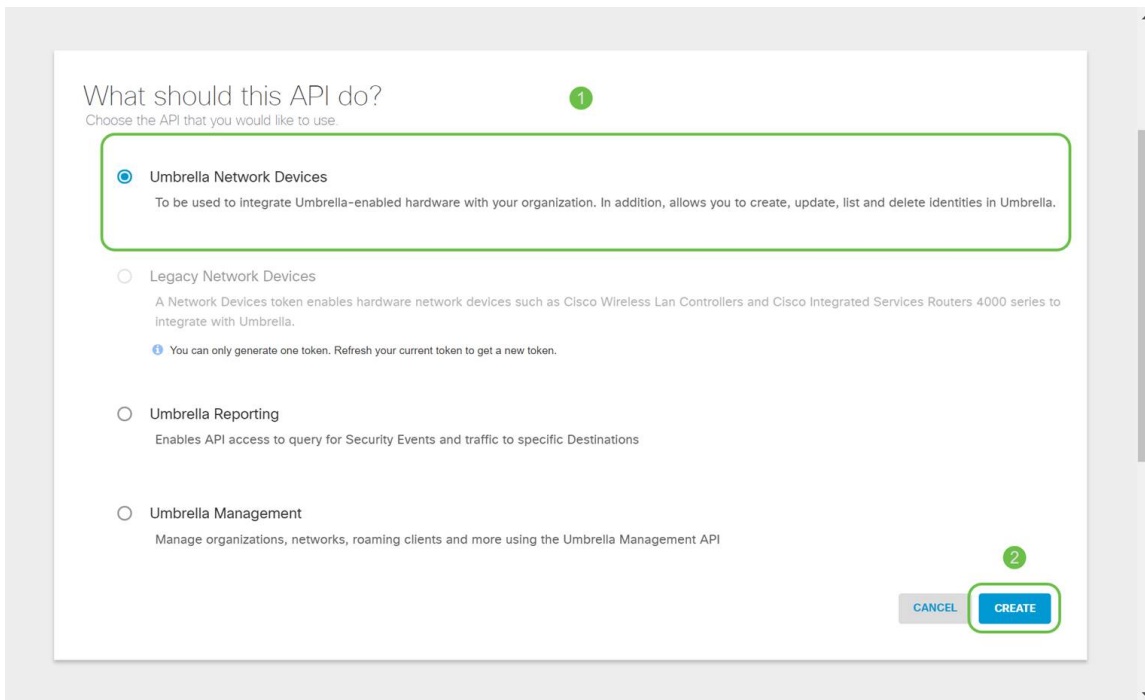 What should this API do?
1
Choose the API that you would like to use.
Umbrella Network Devices
To be used to integrate Umbrella-enabled hardware with your organization. In addition, allows you to create, update, list and delete identities in Umbrella.
Legacy Network Devices
A Network Devices token enables hardware network devices such as Cisco Wireless Lan Controllers and Cisco Integrated Services Routers 4000 series to
integrate with Umbrella.
You can only generate one token. Refresh your current token to get a new token.
Umbrella Reporting
Enables API access to query for Security Events and traffic to specific Destinations
Umbrella Management
Manage organizations, networks, roaming clients and more using the Umbrella Management API
2
CANCEL CREATE